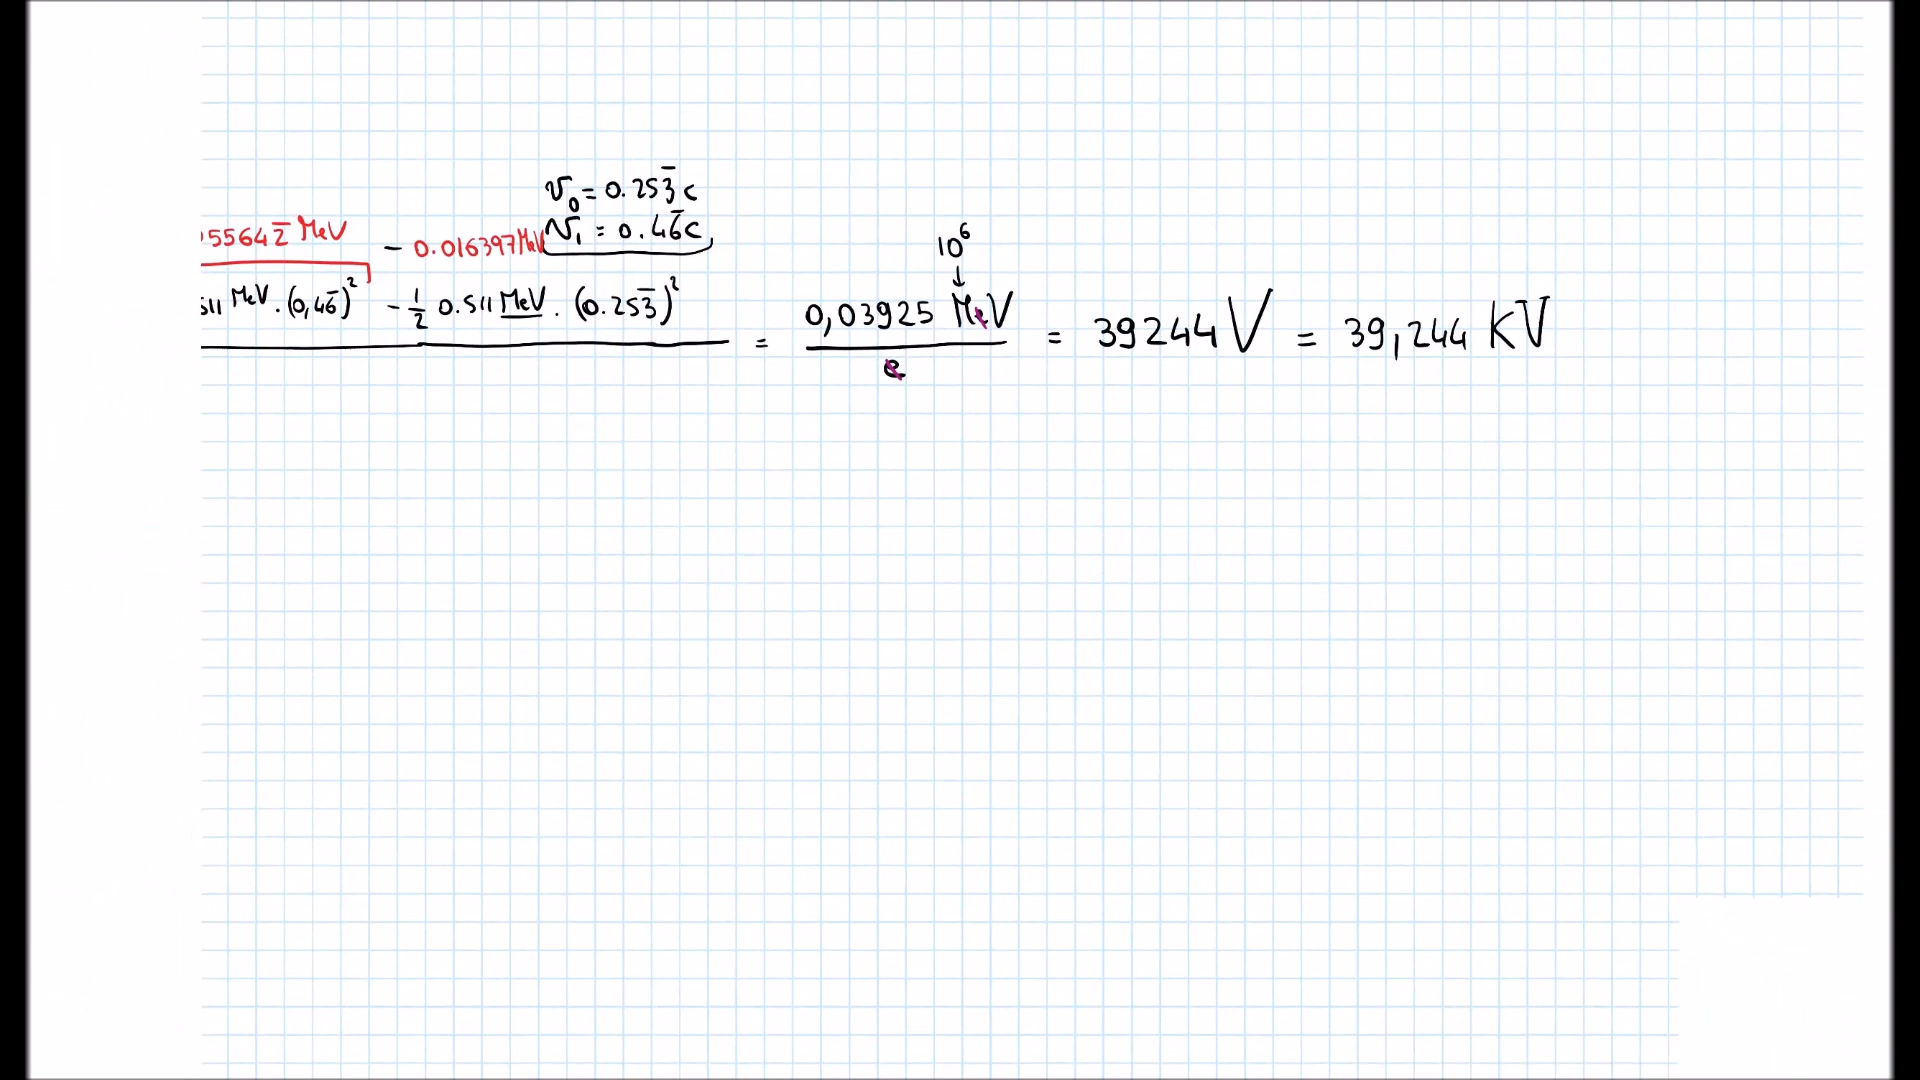 v₀ = 0.253̅ c
55642̅ MeV - 0.016397 MeV v₁ = 0.46̅ c
10⁶
↓
511 MeV . (0,46̅)² - 1/2 0.511 MeV . (0.253̅)² = 0,03925 MeV / e = 39244 V = 39,244 KV